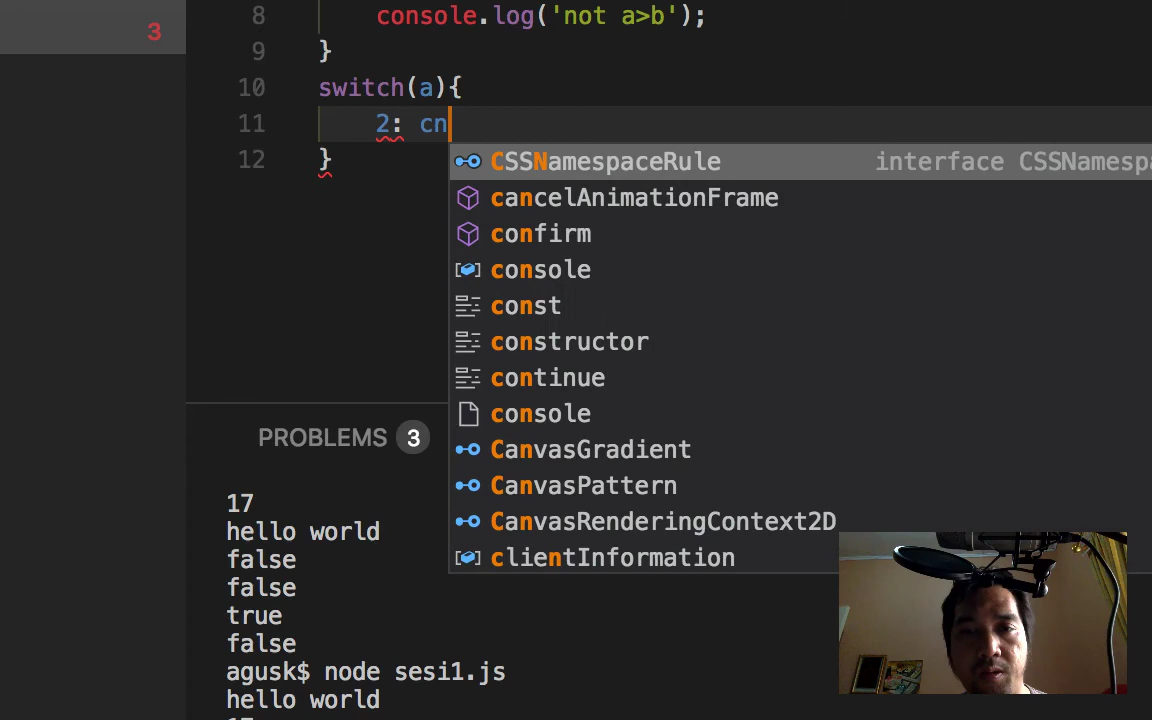 3
8 console.log('not a>b');
9 }
10 switch(a){
11 2: cn
12 }
CSSNamespaceRule interface CSSNamesp
cancelAnimationFrame
confirm
console
const
constructor
continue
console
CanvasGradient
CanvasPattern
CanvasRenderingContext2D
clientInformation
PROBLEMS 3
17
hello world
false
false
true
false
agusk$ node sesi1.js
hello world